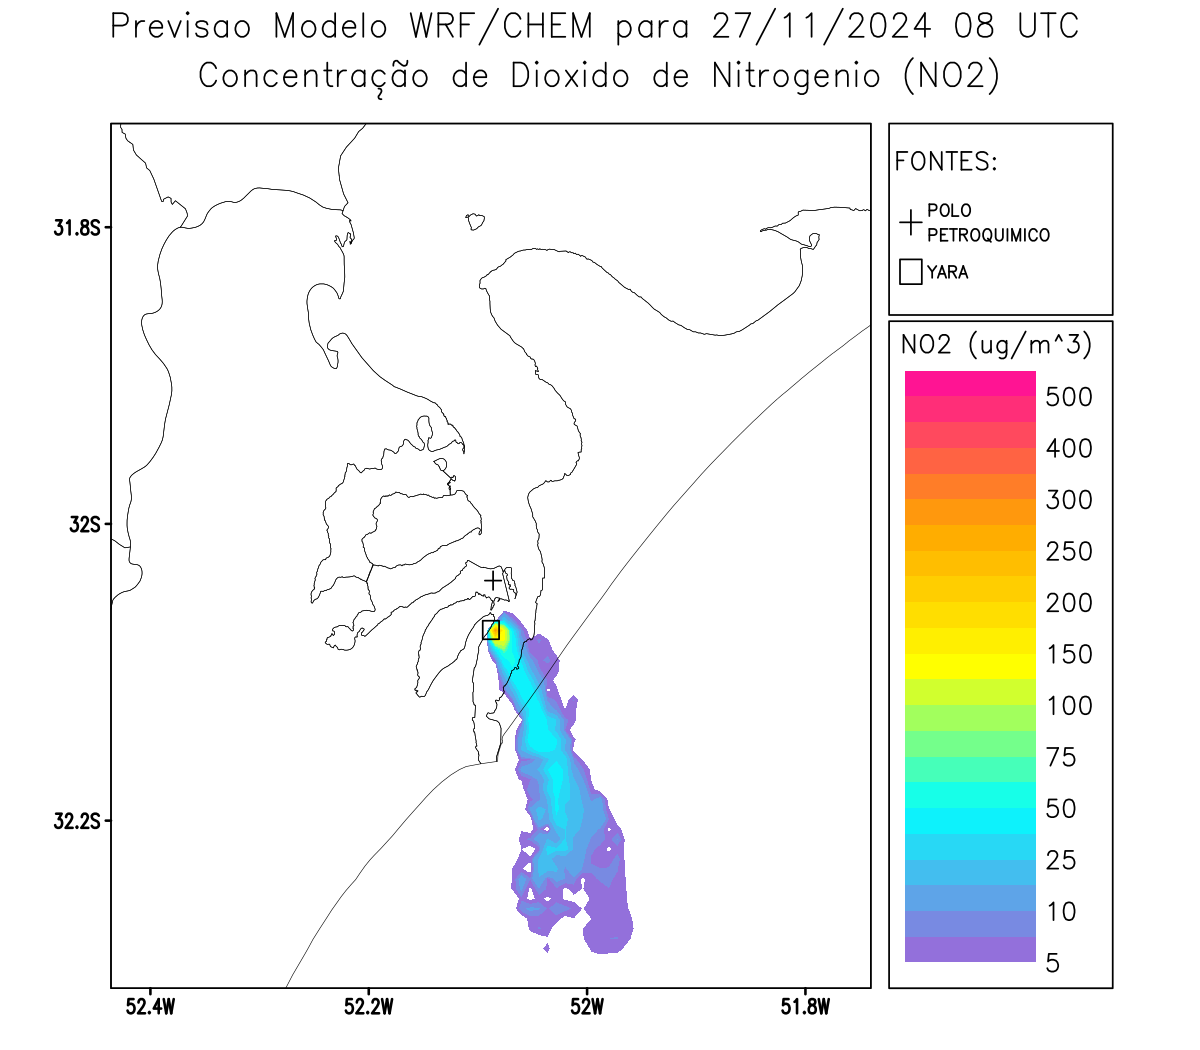 Previsao Modelo WRF/CHEM para 27/11/2024 08 UTC
Concentração de Dioxido de Nitrogenio (NO2)
FONTES:
POLO
PETROQUIMICO
YARA
31.8S
32S
32.2S
52.4W
52.2W
52W
51.8W
NO2 (ug/m^3)
500
400
300
250
200
150
100
75
50
25
10
5